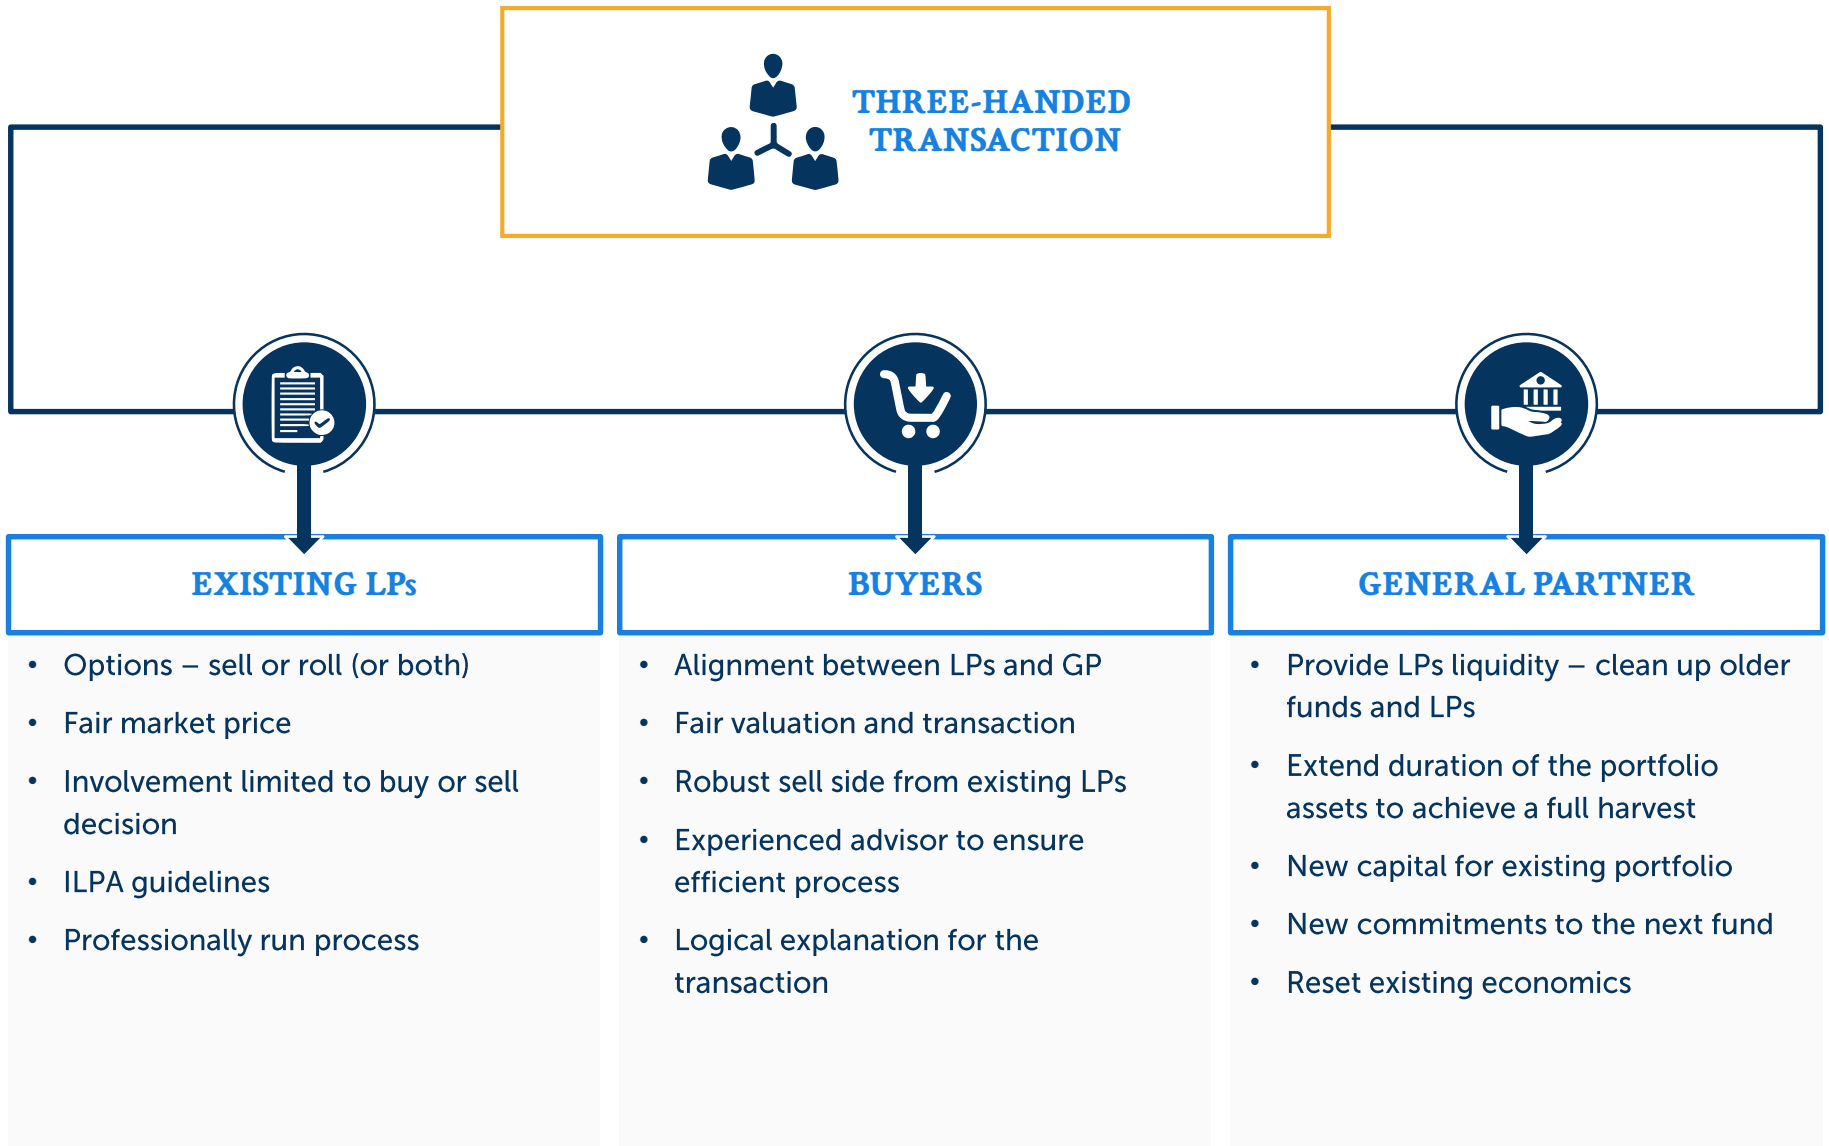 THREE-HANDED
TRANSACTION
EXISTING LPs
• Options – sell or roll (or both)
• Fair market price
• Involvement limited to buy or sell
decision
• ILPA guidelines
• Professionally run process
BUYERS
• Alignment between LPs and GP
• Fair valuation and transaction
• Robust sell side from existing LPs
• Experienced advisor to ensure
efficient process
• Logical explanation for the
transaction
GENERAL PARTNER
• Provide LPs liquidity – clean up older
funds and LPs
• Extend duration of the portfolio
assets to achieve a full harvest
• New capital for existing portfolio
• New commitments to the next fund
• Reset existing economics